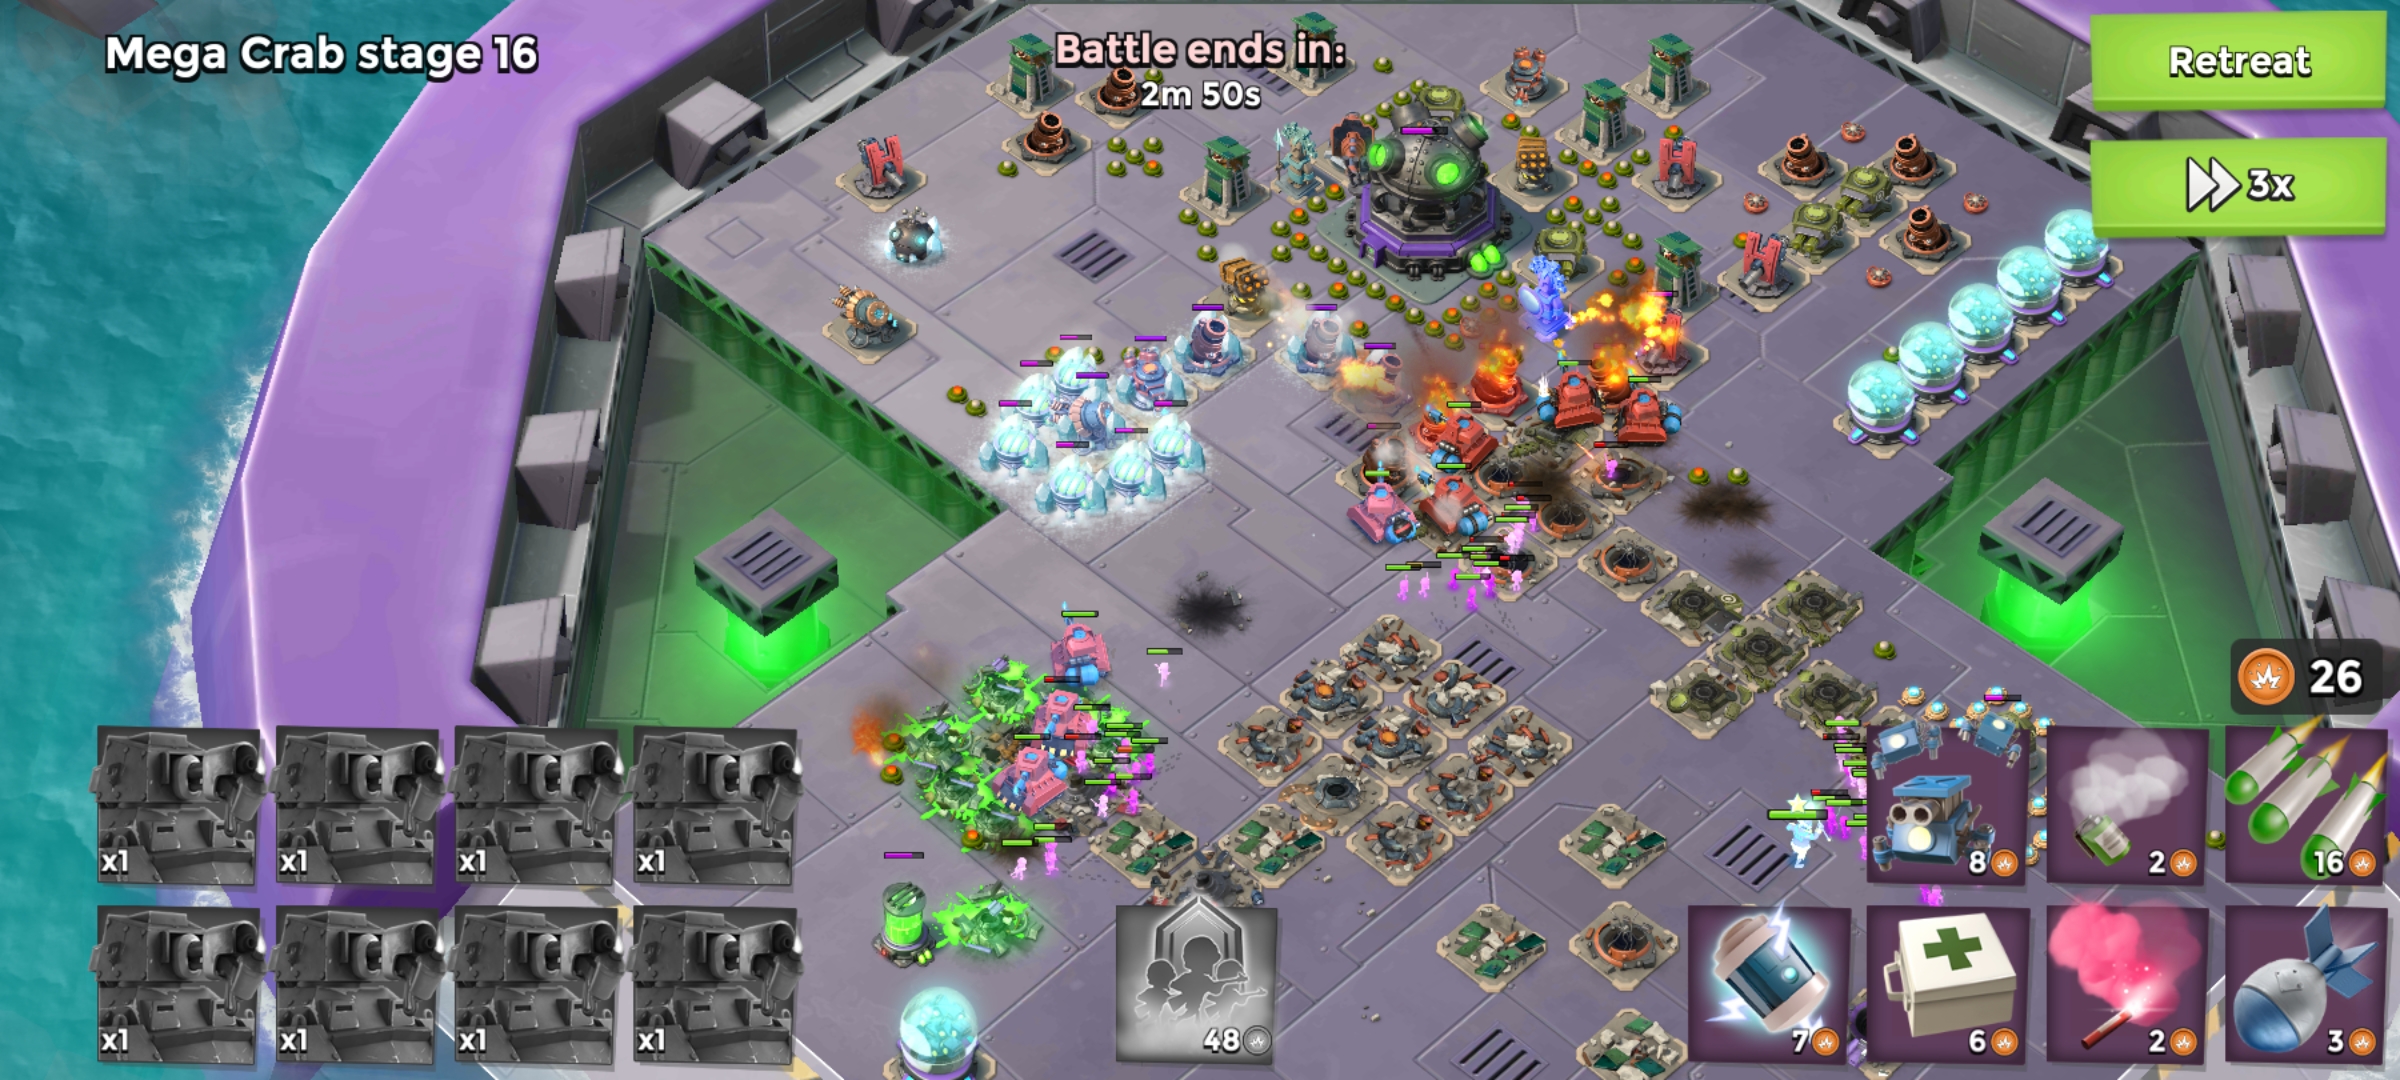 Mega Crab stage 16
Battle ends in:
2m 50s
Retreat
3x
26
x1
x1
x1
x1
8
2
16
x1
x1
x1
x1
48
7
6
2
3